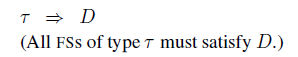 τ ⇒ D
(All FSs of type τ must satisfy D.)